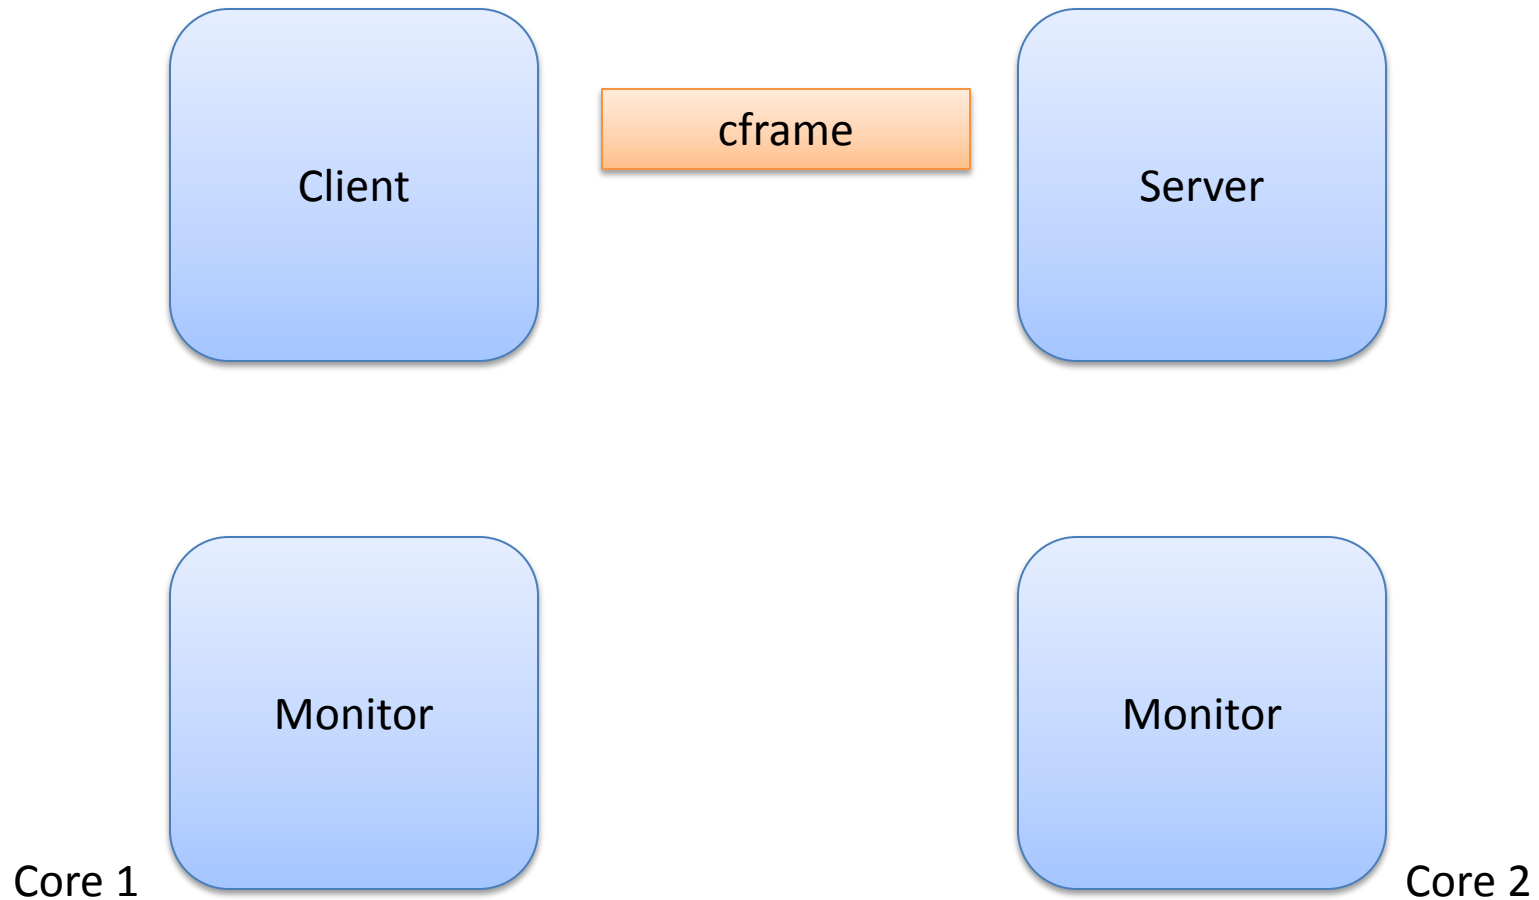 cframe
Client
Server
Monitor
Monitor
Core 1
Core 2